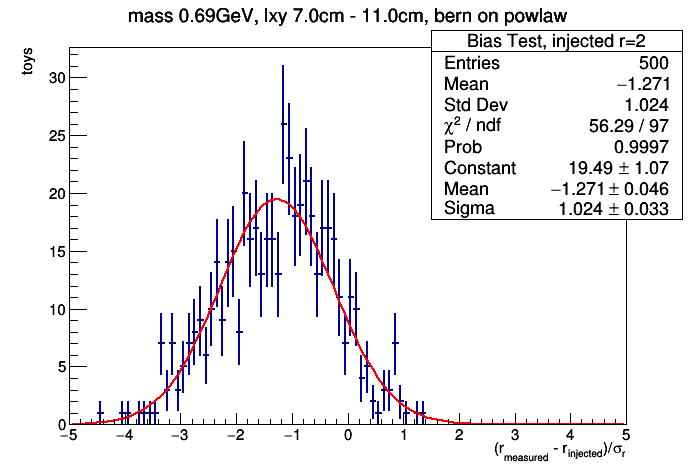 mass 0.69GeV, lxy 7.0cm - 11.0cm, bern on powlaw
Bias Test, injected r=2
Entries 500
Mean −1.271
Std Dev 1.024
χ² / ndf 56.29 / 97
Prob 0.9997
Constant 19.49 ± 1.07
Mean −1.271 ± 0.046
Sigma 1.024 ± 0.033
toys
30
25
20
15
10
5
0
−5 −4 −3 −2 −1 0 1 2 3 4 5
(r_measured - r_injected)/σ_r